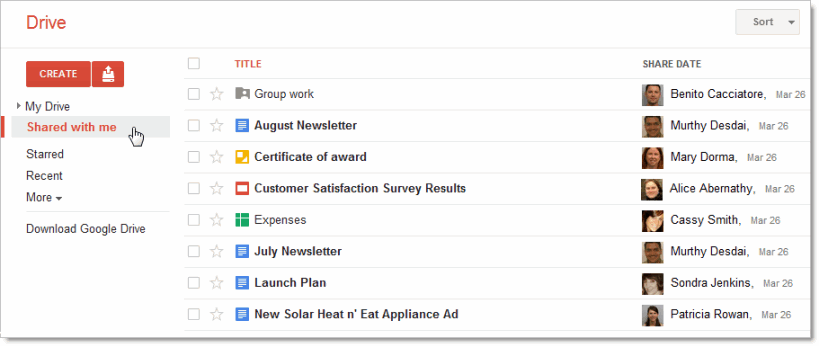 Drive
Sort
CREATE
TITLE SHARE DATE
My Drive
Shared with me
Starred
Recent
More
Download Google Drive
Group work Benito Cacciatore, Mar 26
August Newsletter Murthy Desdai, Mar 26
Certificate of award Mary Dorma, Mar 26
Customer Satisfaction Survey Results Alice Abernathy, Mar 26
Expenses Cassy Smith, Mar 26
July Newsletter Murthy Desdai, Mar 26
Launch Plan Sondra Jenkins, Mar 26
New Solar Heat n' Eat Appliance Ad Patricia Rowan, Mar 26